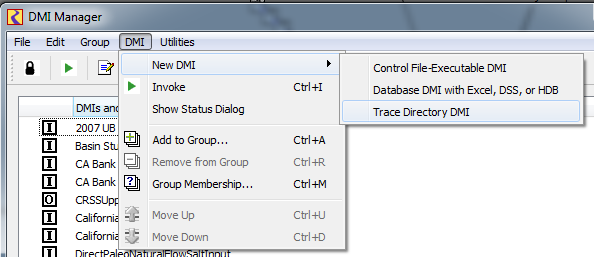 DMI Manager
File Edit Group DMI Utilities
New DMI
Control File-Executable DMI
Invoke Ctrl+I
Database DMI with Excel, DSS, or HDB
DMIs and
Show Status Dialog
Trace Directory DMI
I 2007 UB
I Basin Stu
Add to Group... Ctrl+A
I CA Bank
Remove from Group Ctrl+R
I CA Bank
Group Membership... Ctrl+M
O CRSSUpp
I California
Move Up Ctrl+U
I California
Move Down Ctrl+D
I DirectPaleoNaturalFlowSaltInput